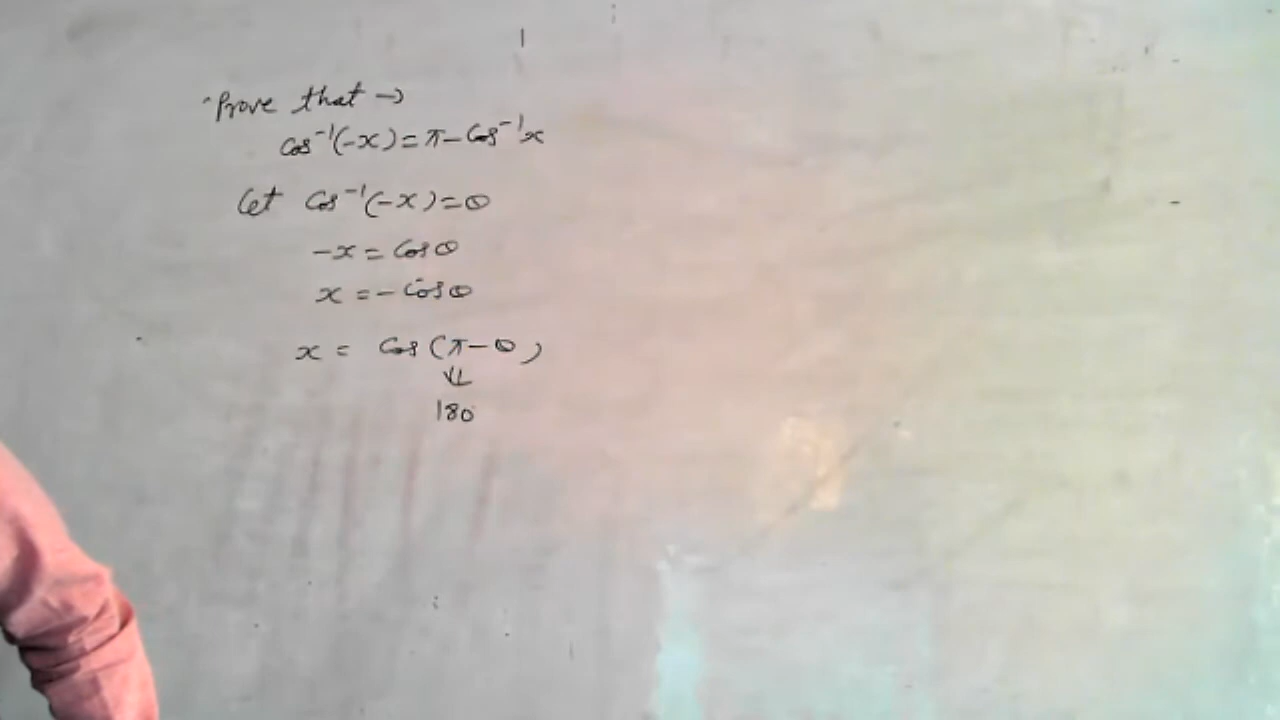 Prove that →
Cos⁻¹(-x)=π-Cos⁻¹x
Let Cos⁻¹(-x)=θ
-x = Cosθ
x = -Cosθ
x = Cos(π-θ)
⇓
180